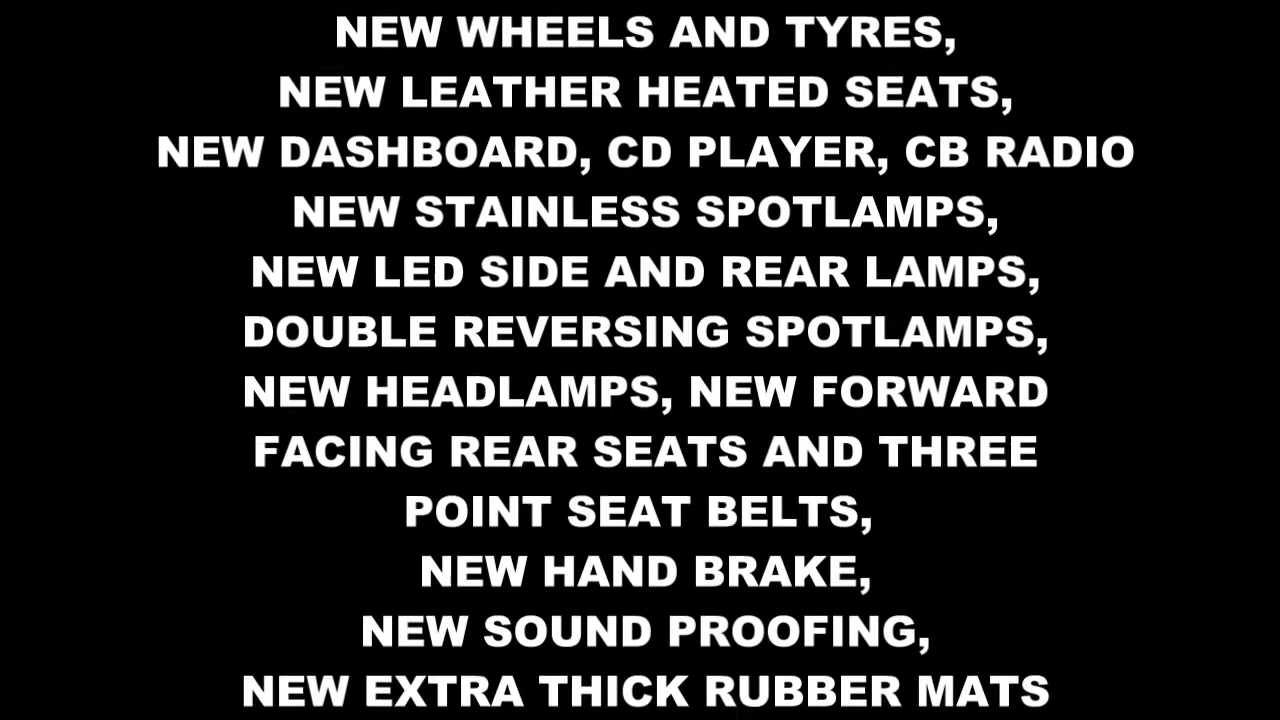 NEW WHEELS AND TYRES,
NEW LEATHER HEATED SEATS,
NEW DASHBOARD, CD PLAYER, CB RADIO
NEW STAINLESS SPOTLAMPS,
NEW LED SIDE AND REAR LAMPS,
DOUBLE REVERSING SPOTLAMPS,
NEW HEADLAMPS, NEW FORWARD
FACING REAR SEATS AND THREE
POINT SEAT BELTS,
NEW HAND BRAKE,
NEW SOUND PROOFING,
NEW EXTRA THICK RUBBER MATS